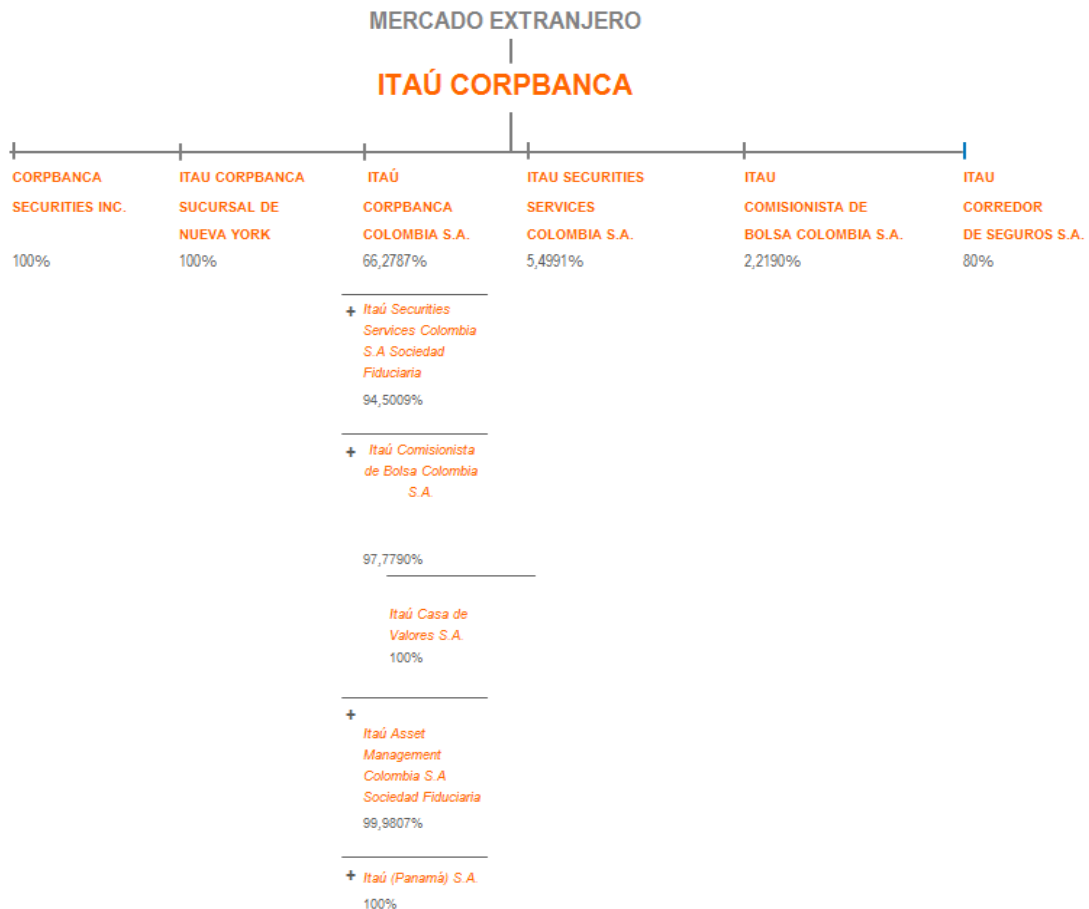 MERCADO EXTRANJERO
ITAÚ CORPBANCA
CORPBANCA
SECURITIES INC.
100%
ITAU CORPBANCA
SUCURSAL DE
NUEVA YORK
100%
ITAÚ
CORPBANCA
COLOMBIA S.A.
66,2787%
ITAU SECURITIES
SERVICES
COLOMBIA S.A.
5,4991%
ITAU
COMISIONISTA DE
BOLSA COLOMBIA S.A.
2,2190%
ITAU
CORREDOR
DE SEGUROS S.A.
80%
+ Itaú Securities
Services Colombia
S.A Sociedad
Fiduciaria
94,5009%
+ Itaú Comisionista
de Bolsa Colombia
S.A.
97,7790%
Itaú Casa de
Valores S.A.
100%
+
Itaú Asset
Management
Colombia S.A
Sociedad Fiduciaria
99,9807%
+ Itaú (Panamá) S.A.
100%